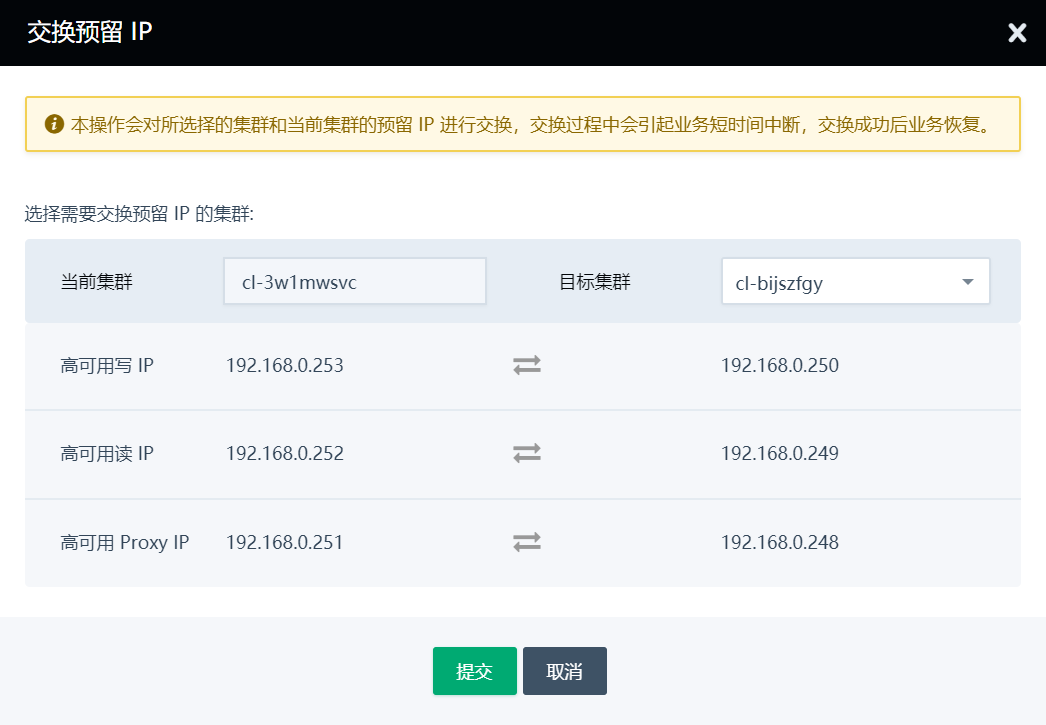 交换预留 IP
本操作会对所选择的集群和当前集群的预留 IP 进行交换，交换过程中会引起业务短时间中断，交换成功后业务恢复。
选择需要交换预留 IP 的集群:
当前集群 cl-3w1mwsvc 目标集群 cl-bijszfgy
高可用写 IP 192.168.0.253 192.168.0.250
高可用读 IP 192.168.0.252 192.168.0.249
高可用 Proxy IP 192.168.0.251 192.168.0.248
提交 取消